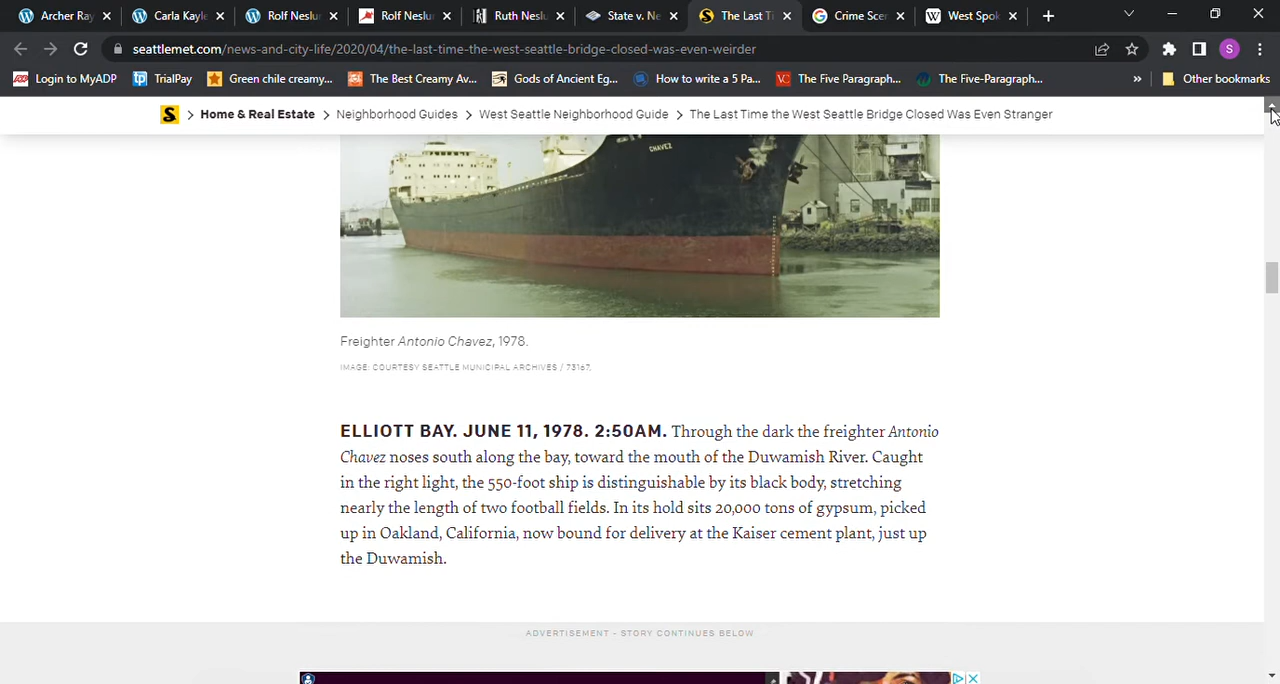 Archer Ray
Carla Kayle
Rolf Neslun
Rolf Neslun
Ruth Neslu
State v. Ne
The Last Ti
Crime Scen
West Spok
seattlemet.com/news-and-city-life/2020/04/the-last-time-the-west-seattle-bridge-closed-was-even-weirder
S
Login to MyADP
tp TrialPay
Green chile creamy...
The Best Creamy Av...
Gods of Ancient Eg...
How to write a 5 Pa...
VC The Five Paragraph...
The Five-Paragraph...
»
Other bookmarks
S > Home & Real Estate > Neighborhood Guides > West Seattle Neighborhood Guide > The Last Time the West Seattle Bridge Closed Was Even Stranger
CHAVEZ
Freighter Antonio Chavez, 1978.
IMAGE: COURTESY SEATTLE MUNICIPAL ARCHIVES / 73167,
ELLIOTT BAY. JUNE 11, 1978. 2:50AM. Through the dark the freighter Antonio
Chavez noses south along the bay, toward the mouth of the Duwamish River. Caught
in the right light, the 550-foot ship is distinguishable by its black body, stretching
nearly the length of two football fields. In its hold sits 20,000 tons of gypsum, picked
up in Oakland, California, now bound for delivery at the Kaiser cement plant, just up
the Duwamish.
ADVERTISEMENT - STORY CONTINUES BELOW